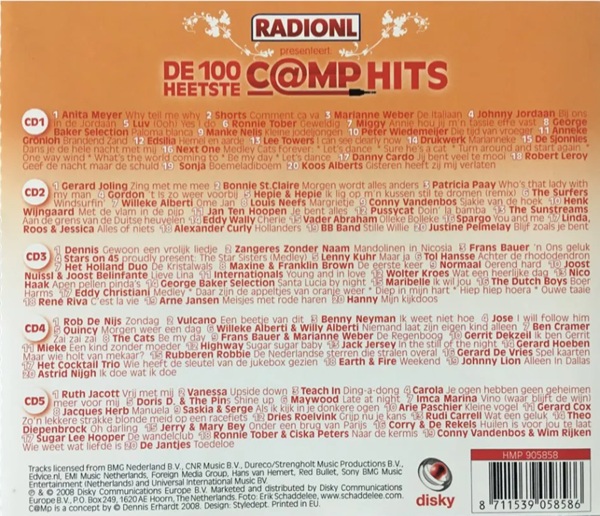 RADIONL
presenteert
DE 100 HEETSTE C@MP HITS
CD1
1 Anita Meyer Why tell me why 2 Shorts Comment ca va 3 Marianne Weber De Italiaan 4 Johnny Jordaan Bij ons
in de Jordaan 5 Luv (Ooh) Yes I do 6 Ronnie Tober Geweldig 7 Miggy Annie hou jij m'n tassie effe vast 8 George
Baker Selection Paloma blanca 9 Manke Nelis Kleine jodeljongen 10 Peter Wiedemeijer Die tijd van vroeger 11 Anneke
Grönloh Brandend zand 12 Edsilia Hemel en aarde 13 Lee Towers I can see clearly now 14 Drukwerk Marianneke 15 De Sjonnies
Dans je de hele nacht met mij 16 Next One Medley: Cats forever * Let's dance * Sure he's a cat * Turn around and start again *
One way wind * What's the world coming to * Be my day * Let's dance 17 Danny Cardo Jij bent veel te mooi 18 Robert Leroy
Geef de nacht maar de schuld 19 Sonja Boemeladiboem 20 Koos Alberts Gisteren heeft zij mij verlaten
CD2
1 Gerard Joling Zing met me mee 2 Bonnie St.Claire Morgen wordt alles anders 3 Patricia Paay Who's that lady with
my man 4 Gordon 't is zo weer voorbij 5 Hepie & Hepie Ik lig op m'n kussen stil te dromen (remix) 6 The Surfers
Windsurfin' 7 Willeke Alberti Ome Jan 8 Louis Neefs Margrietje 9 Conny Vandenbos Sjakie van de hoek 10 Henk
Wijngaard Met de vlam in de pijp 11 Jan Ten Hoopen Je bent alles 12 Pussycat Doin' la bamba 13 The Sunstreams
Aan de grens van de Duitse heuvelen 14 Eddy Wally Cherie 15 Vader Abraham Olleke Bolleke 16 Spargo You and me 17 Linda,
Roos & Jessica Alles of niets 18 Alexander Curly Hollanders 19 BB Band Stille Willie 20 Justine Pelmelay Blijf zoals je bent
CD3
1 Dennis Gewoon een vrolijk liedje 2 Zangeres Zonder Naam Mandolinen in Nicosia 3 Frans Bauer 'n Ons geluk
4 Stars on 45 proudly present: The Star Sisters (Medley) 5 Lenny Kuhr Maar ja 6 Tol Hansse Achter de rhododendron
7 Het Holland Duo De Kristalwals 8 Maxine & Franklin Brown De eerste keer 9 Normaal Oerend hard 10 Joost
Nuissl & Joost Belinfante Lieve Lina 11 Internationals Young and in love 12 Wolter Kroes Wat een heerlijke dag 13 Nico
Haak Apen pellen pinda's 14 George Baker Selection Santa Lucia by night 15 Maribelle Ik wil jou 16 The Dutch Boys Boer
Harms 17 Eddy Christiani Medley * Daar zijn de appeltjes van oranje weer * Diep in mijn hart * Hiep hiep hoera * Ouwe taaie
18 Reni Riva C'est la vie 19 Arne Jansen Meisjes met rode haren 20 Hanny Mijn kijkdoos
CD4
1 Rob De Nijs Zondag 2 Vulcano Een beetje van dit 3 Benny Neyman Ik weet niet hoe 4 Jose I will follow him
5 Quincy Morgen weer een dag 6 Willeke Alberti & Willy Alberti Niemand laat zijn eigen kind alleen 7 Ben Cramer
Zai zai zai 8 The Cats Be my day 9 Frans Bauer & Marianne Weber De Regenboog 10 Gerrit Dekzeil Ik ben Gerrit
11 Mieke Een kind zonder moeder 12 Highway Sugar sugar baby 13 Jack Jersey In the still of the night 14 Gerard Hoeben
Maar wie holt van mekaar? 15 Rubberen Robbie De Nederlandse sterren die stralen overal 16 Gerard De Vries Spel kaarten
17 Het Cocktail Trio Wie heeft de sleutel van de jukebox gezien 18 Earth & Fire Weekend 19 Johnny Lion Alleen In Dallas
20 Astrid Nijgh Ik doe wat ik doe
CD5
1 Ruth Jacott Vrij met mij 2 Vanessa Upside down 3 Teach In Ding-a-dong 4 Carola Je ogen hebben geen geheimen
meer voor mij 5 Doris D. & The Pins Shine up 6 Maywood Late at night 7 Imca Marina Vino (waar blijft de wijn)
8 Jacques Herb Manuela 9 Saskia & Serge Als ik kijk in je donkere ogen 10 Arie Paschier Kleine vogel 11 Gerard Cox
Zo'n lekkere strakke blonde meid op een racefiets 12 Dries Roelvink Grijp nu je kans 13 Rudi Carrell Wat een geluk 14 Theo
Diepenbrock Oh darling 15 Jerry & Mary Bey Onder een brug van Parijs 16 Corry & De Rekels Huilen is voor jou te laat
17 Sugar Lee Hooper De wandelclub 18 Ronnie Tober & Ciska Peters Naar de kermis 19 Conny Vandenbos & Wim Rijken
Wie weet wat liefde is 20 De Jantjes Toedeloe
Tracks licensed from BMG Nederland B.V., CNR Music B.V., Dureco/Strengholt Music Productions B.V.,
Edvice.nl, EMI Music Netherlands, Foreign Media Group, Hans van Hemert, Red Bullet, Sony BMG Music
Entertainment (Netherlands) and Universal International Music BV.
℗ & © 2008 Disky Communications Europe B.V. Marketed and distributed by Disky Communications
Europe B.V., P.O. Box 249, 1620 AE Hoorn, The Netherlands. Foto: Erik Schaddelee, www.schaddelee.com.
C@Mp is a concept by © Dennis Erhardt 2008. Design: Styledept. Printed in EU.
disky
HMP 905858
8 711539 058586